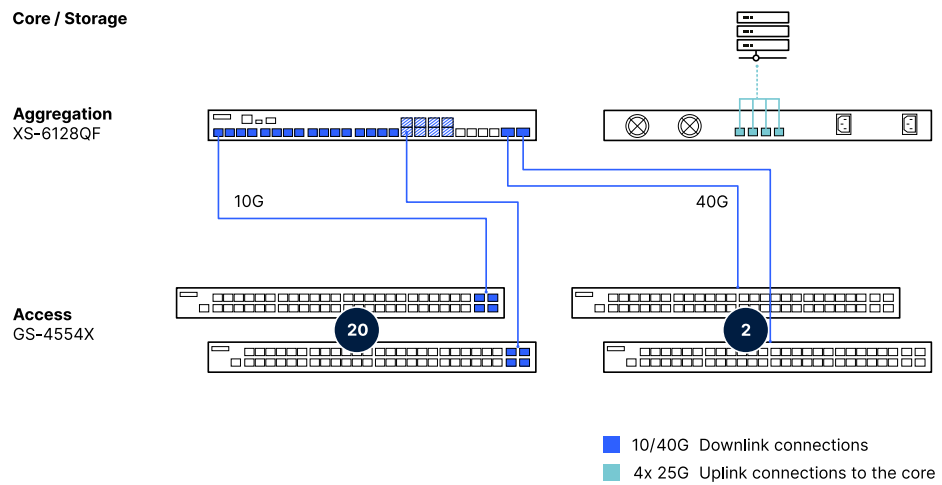 Core / Storage
Aggregation
XS-6128QF
10G
40G
Access
GS-4554X
20
2
10/40G Downlink connections
4x 25G Uplink connections to the core